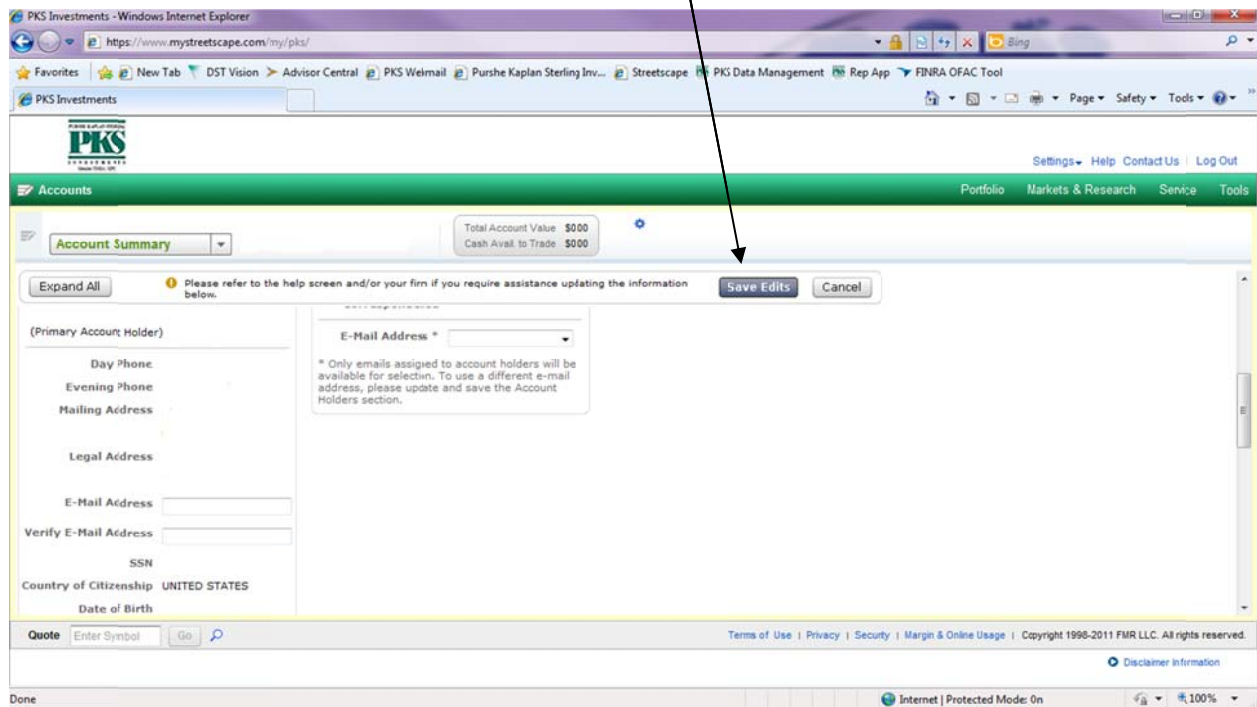 PKS Investments - Windows Internet Explorer
https://www.mystreetscape.com/my/pks/
Bing
Favorites New Tab DST Vision Advisor Central PKS Welmail Purshe Kaplan Sterling Inv... Streetscape PKS Data Management Rep App FINRA OFAC Tool
PKS Investments
Page Safety Tools
PKS
INVESTMENTS
Settings Help Contact Us | Log Out
Accounts
Portfolio Markets & Research Service Tools
Account Summary
Total Account Value $000
Cash Avail. to Trade $000
Expand All
Please refer to the help screen and/or your firm if you require assistance updating the information
below.
Save Edits Cancel
(Primary Account Holder)
E-Mail Address *
* Only emails assigned to account holders will be
available for selection. To use a different e-mail
address, please update and save the Account
Holders section.
Day Phone
Evening Phone
Mailing Address
Legal Address
E-Mail Address
Verify E-Mail Address
SSN
Country of Citizenship UNITED STATES
Date of Birth
Quote Enter Symbol Go
Terms of Use | Privacy | Security | Margin & Online Usage | Copyright 1998-2011 FMR LLC. All rights reserved.
Disclaimer Information
Done
Internet | Protected Mode: On
100%